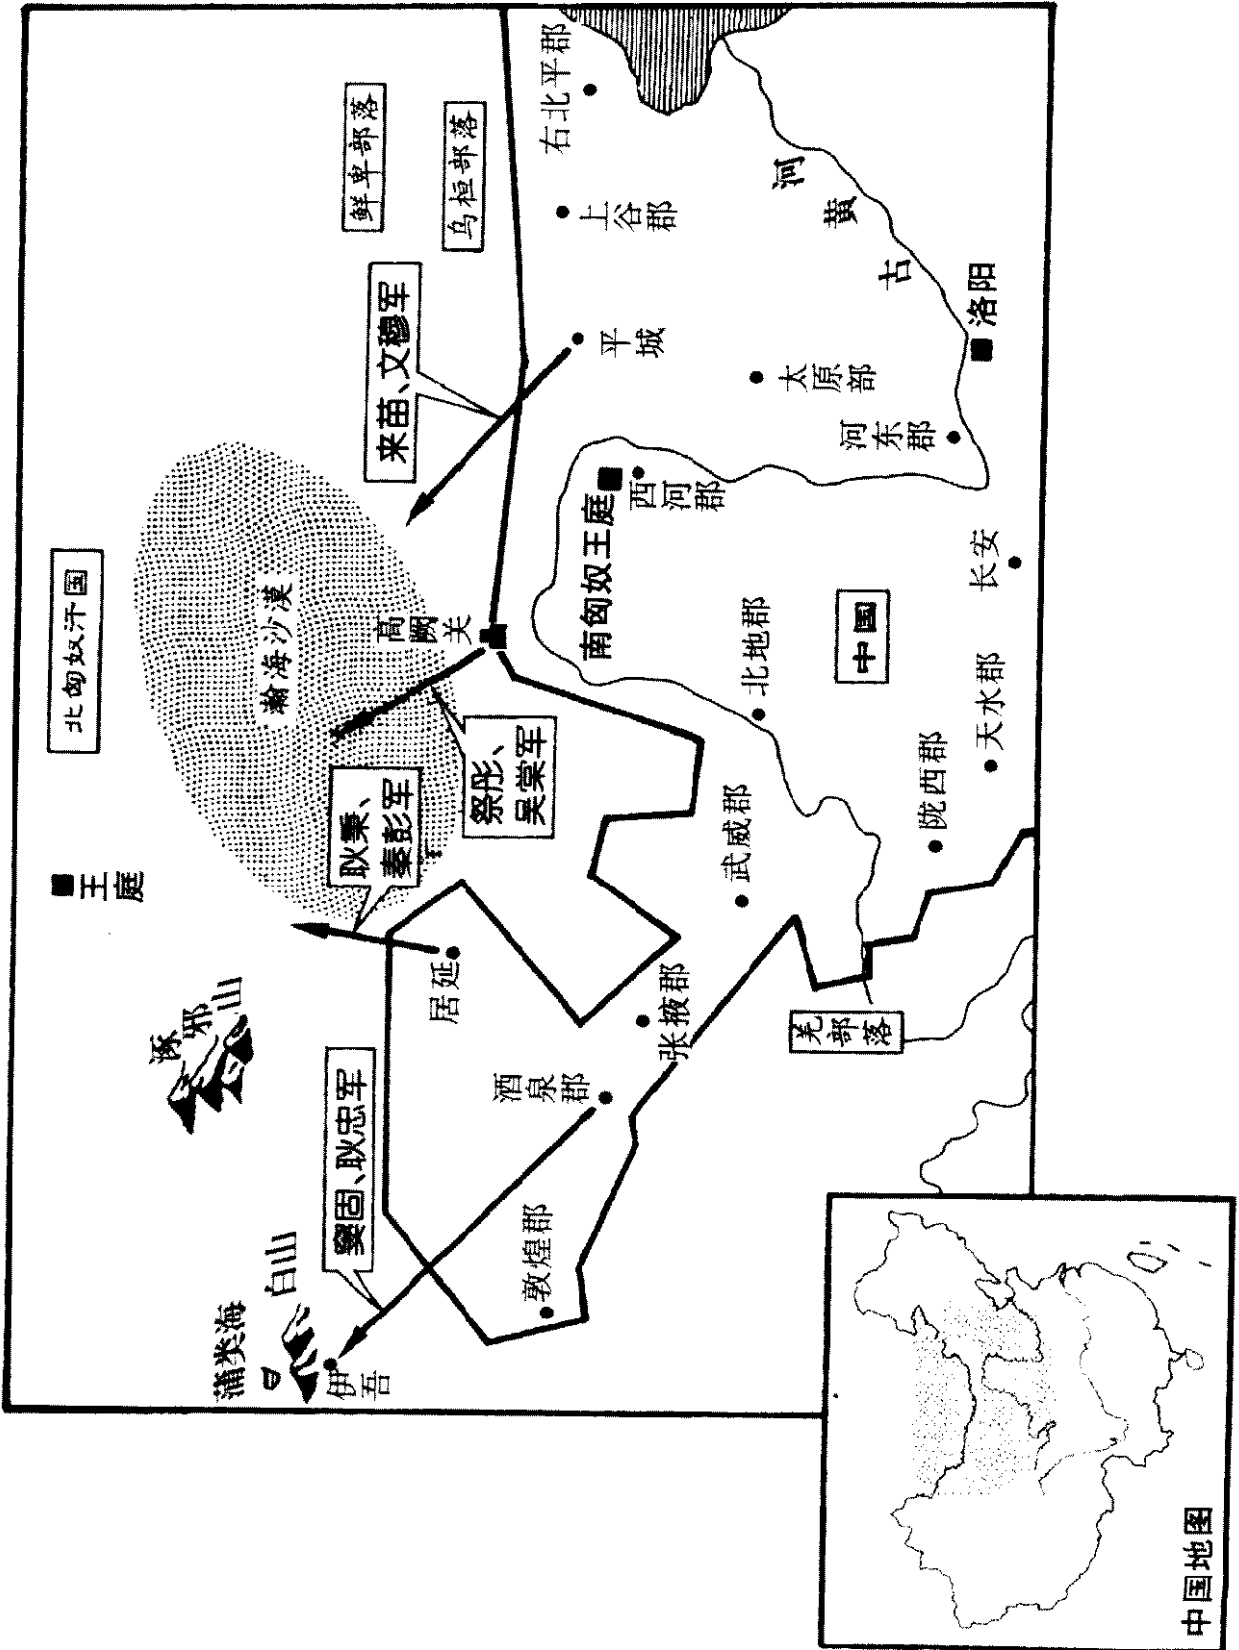 蒲类海
白山
伊吾
涿邪山
王庭
北匈奴汗国
瀚海沙漠
鲜卑部落
乌桓部落
窦固、耿忠军
耿秉、
秦彭军
祭肜、
吴棠军
来苗、文穆军
高阙关
居延
敦煌郡
酒泉郡
张掖郡
武威郡
羌部落
南匈奴王庭
西河郡
北地郡
中国
陇西郡
天水郡
长安
平城
上谷郡
右北平郡
太原部
河东郡
洛阳
古黄河
中国地图